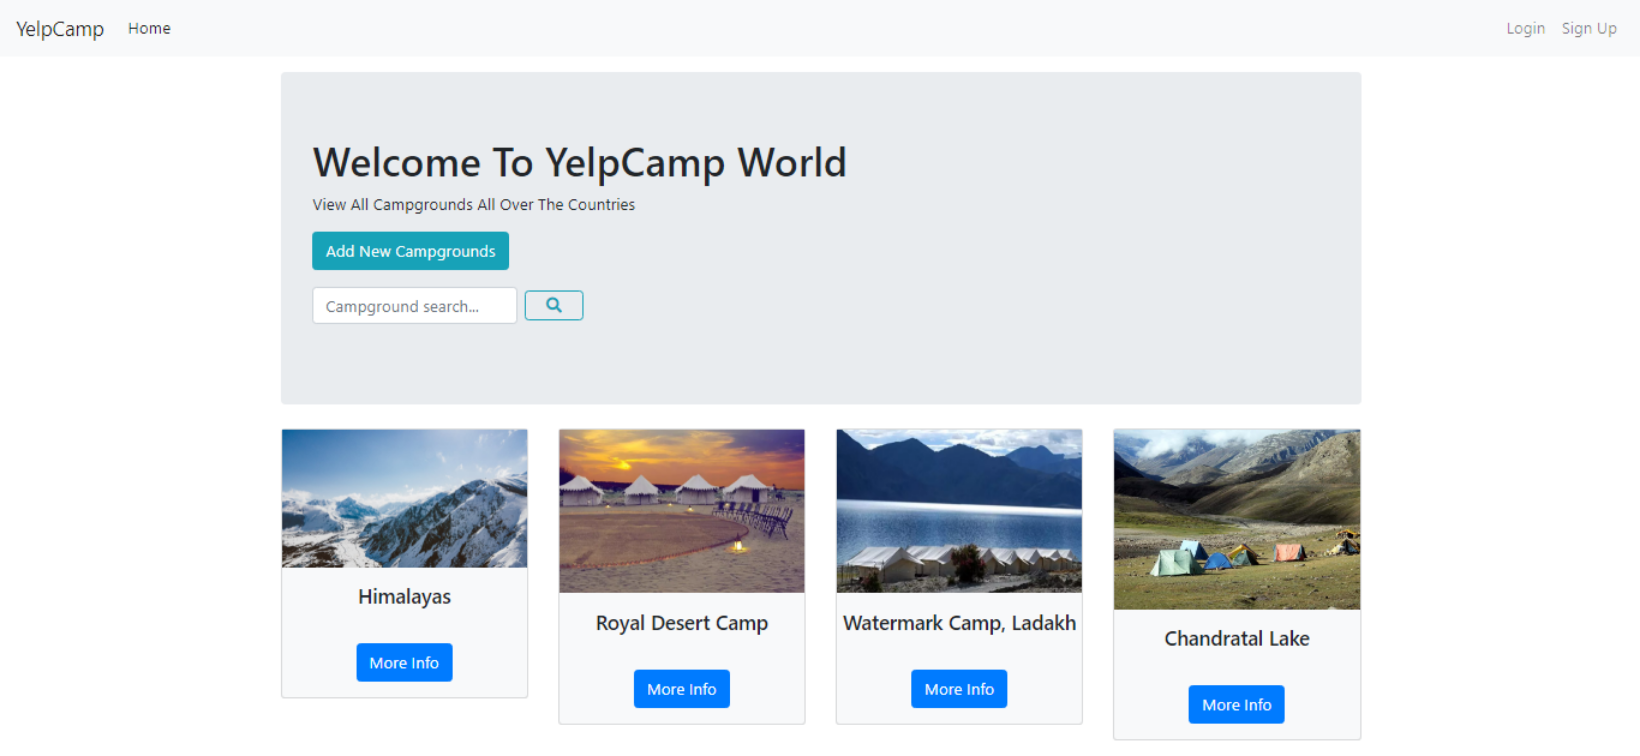 YelpCamp Home Login Sign Up
Welcome To YelpCamp World
View All Campgrounds All Over The Countries
Add New Campgrounds
Campground search...
Himalayas
More Info
Royal Desert Camp
More Info
Watermark Camp, Ladakh
More Info
Chandratal Lake
More Info